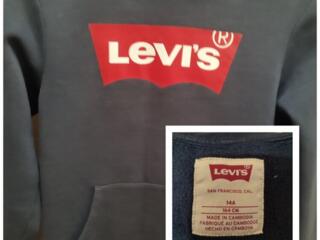 LEVI'S®
LEVI'S
SAN FRANCISCO, CAL.
14A
164 CM
MADE IN CAMBODIA
FABRIQUÉ AU CAMBODGE
HECHO EN CAMBOYA